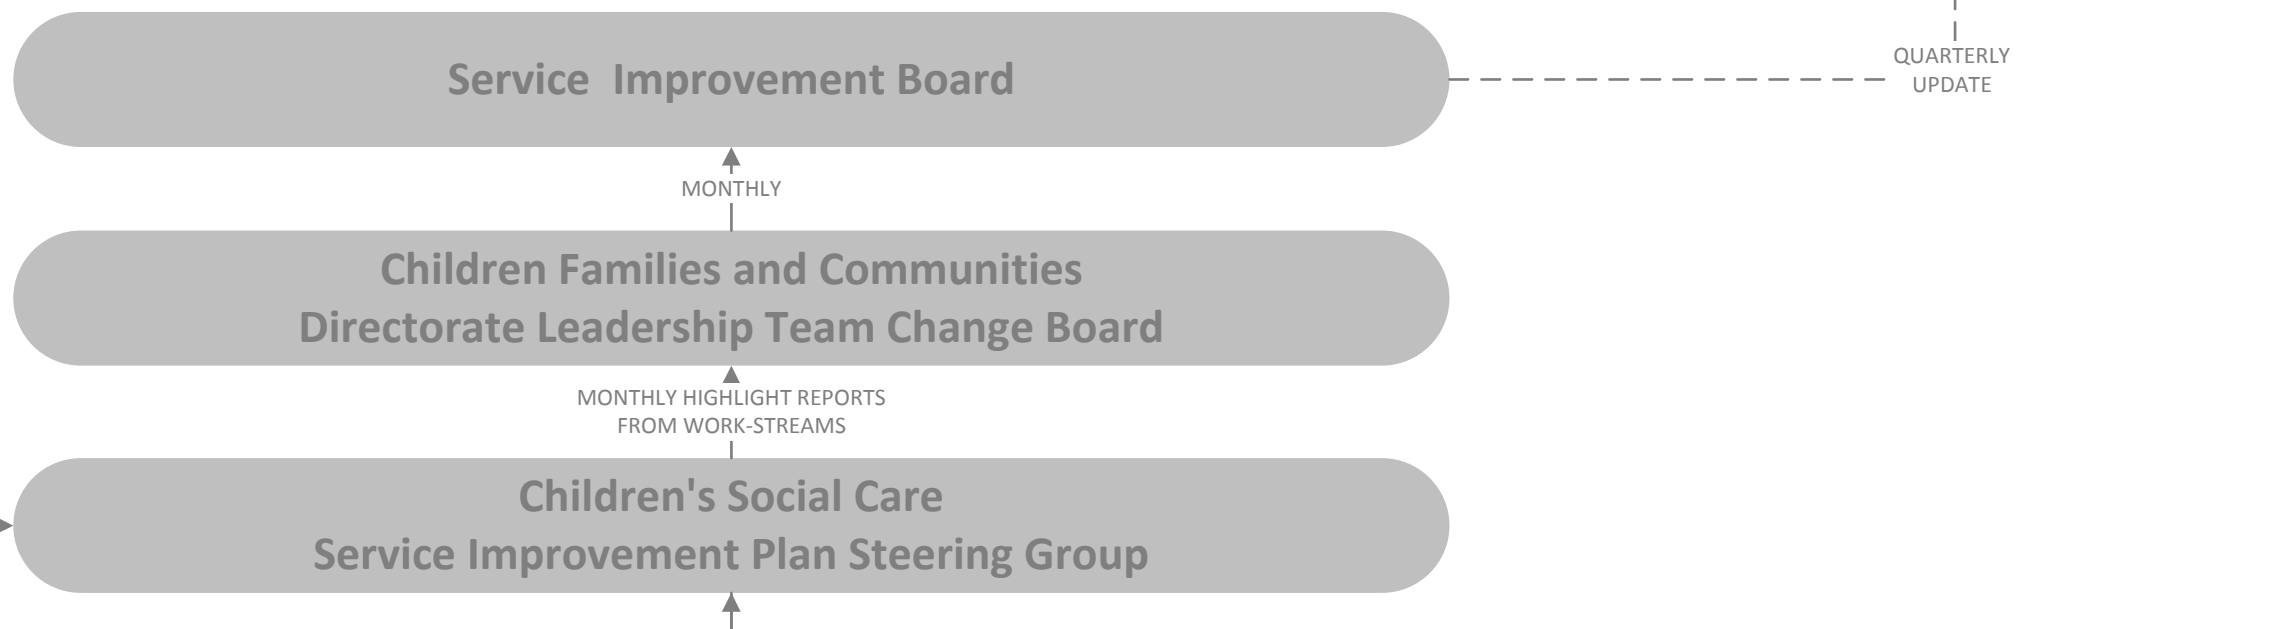 Service  Improvement Board
QUARTERLY
UPDATE
MONTHLY
Children Families and Communities
Directorate Leadership Team Change Board
MONTHLY HIGHLIGHT REPORTS
FROM WORK-STREAMS
Children's Social Care
Service Improvement Plan Steering Group